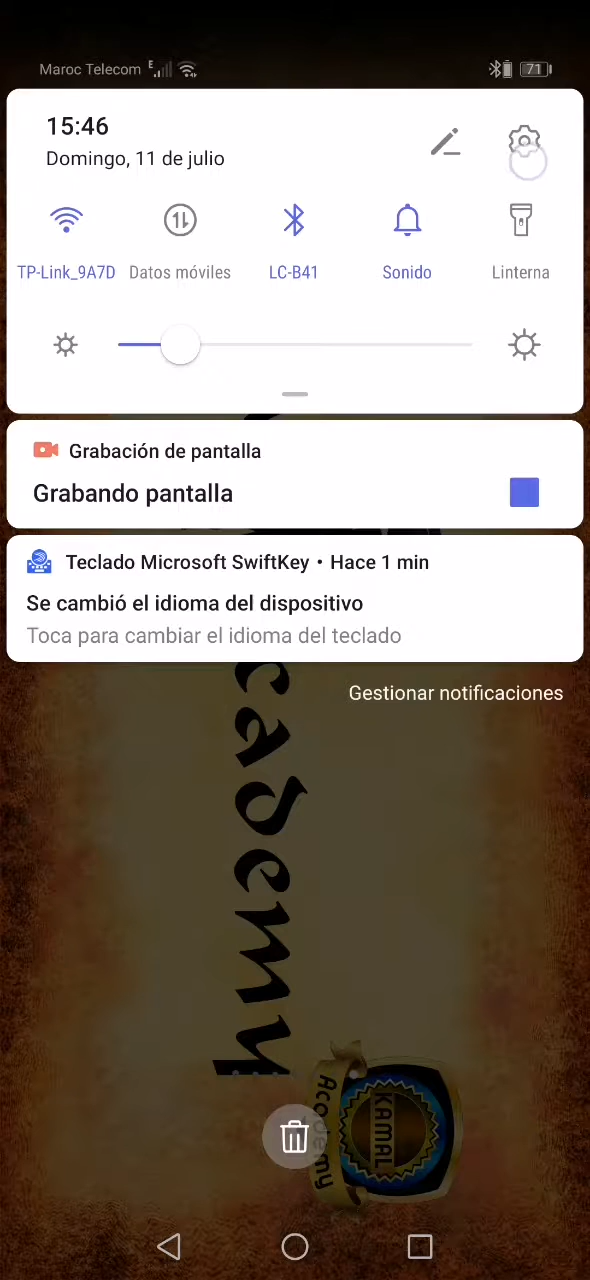 Maroc Telecom E 71
15:46
Domingo, 11 de julio
TP-Link_9A7D Datos móviles LC-B41 Sonido Linterna
Grabación de pantalla
Grabando pantalla
Teclado Microsoft SwiftKey • Hace 1 min
Se cambió el idioma del dispositivo
Toca para cambiar el idioma del teclado
Gestionar notificaciones
cademy
KAMAL
Academy